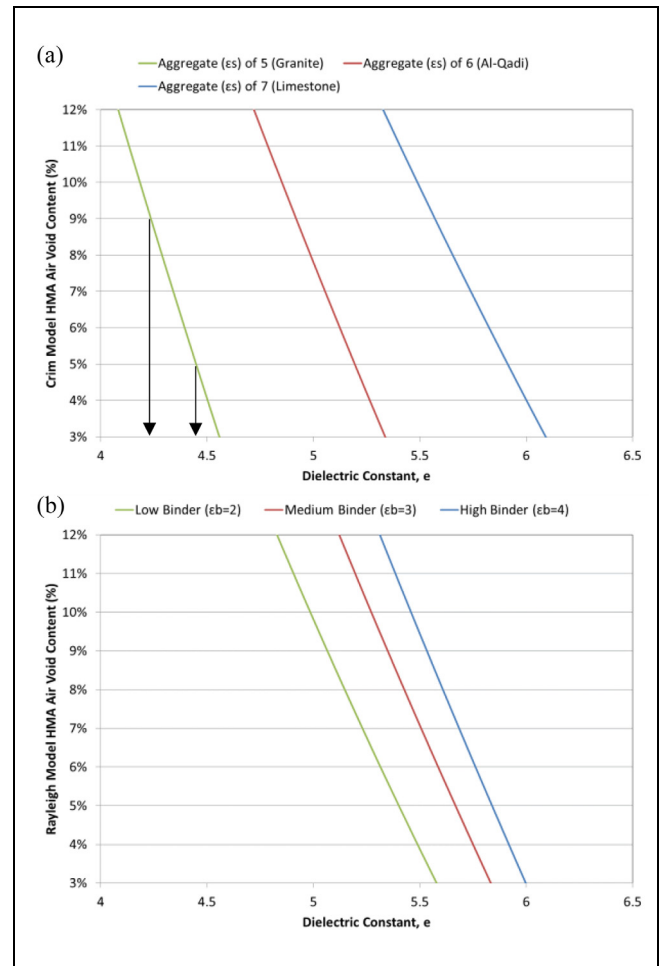 (a)
Aggregate (εs) of 5 (Granite) Aggregate (εs) of 6 (Al-Qadi)
Aggregate (εs) of 7 (Limestone)
Crim Model HMA Air Void Content (%)
12%
11%
10%
9%
8%
7%
6%
5%
4%
3%
4 4.5 5 5.5 6 6.5
Dielectric Constant, e
(b)
Low Binder (εb=2) Medium Binder (εb=3) High Binder (εb=4)
Rayleigh Model HMA Air Void Content (%)
12%
11%
10%
9%
8%
7%
6%
5%
4%
3%
4 4.5 5 5.5 6 6.5
Dielectric Constant, e